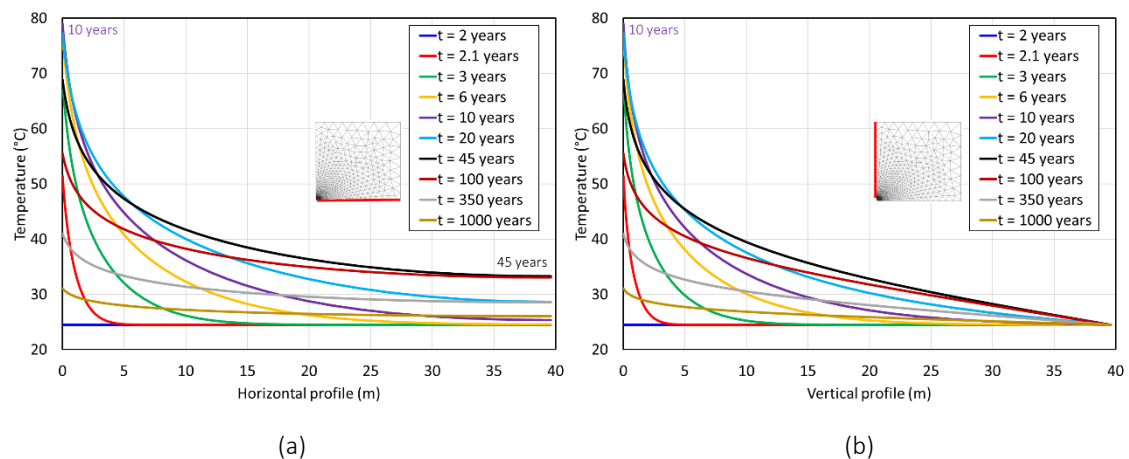 80
70
60
50
40
30
20
Temperature (°C)
10 years
t = 2 years
t = 2.1 years
t = 3 years
t = 6 years
t = 10 years
t = 20 years
t = 45 years
t = 100 years
t = 350 years
t = 1000 years
45 years
0 5 10 15 20 25 30 35 40
Horizontal profile (m)
(a)
80
70
60
50
40
30
20
Temperature (°C)
10 years
t = 2 years
t = 2.1 years
t = 3 years
t = 6 years
t = 10 years
t = 20 years
t = 45 years
t = 100 years
t = 350 years
t = 1000 years
0 5 10 15 20 25 30 35 40
Vertical profile (m)
(b)